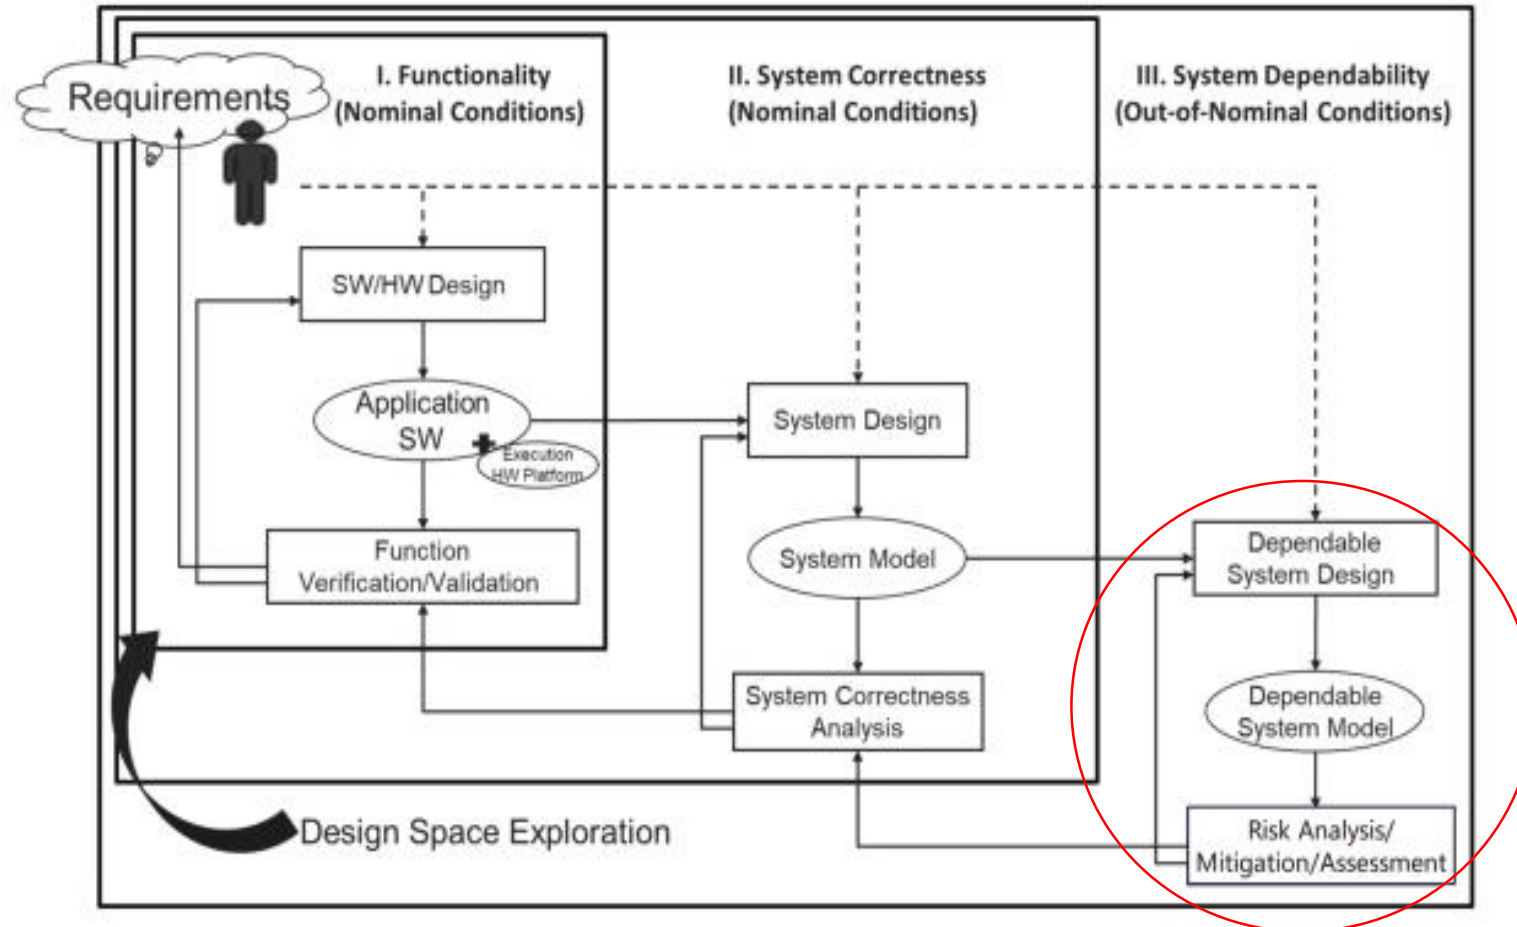 Requirements
I. Functionality
(Nominal Conditions)
II. System Correctness
(Nominal Conditions)
III. System Dependability
(Out-of-Nominal Conditions)
SW/HW Design
Application
SW
Execution
HW Platform
Function
Verification/Validation
System Design
System Model
System Correctness
Analysis
Dependable
System Design
Dependable
System Model
Risk Analysis/
Mitigation/Assessment
Design Space Exploration